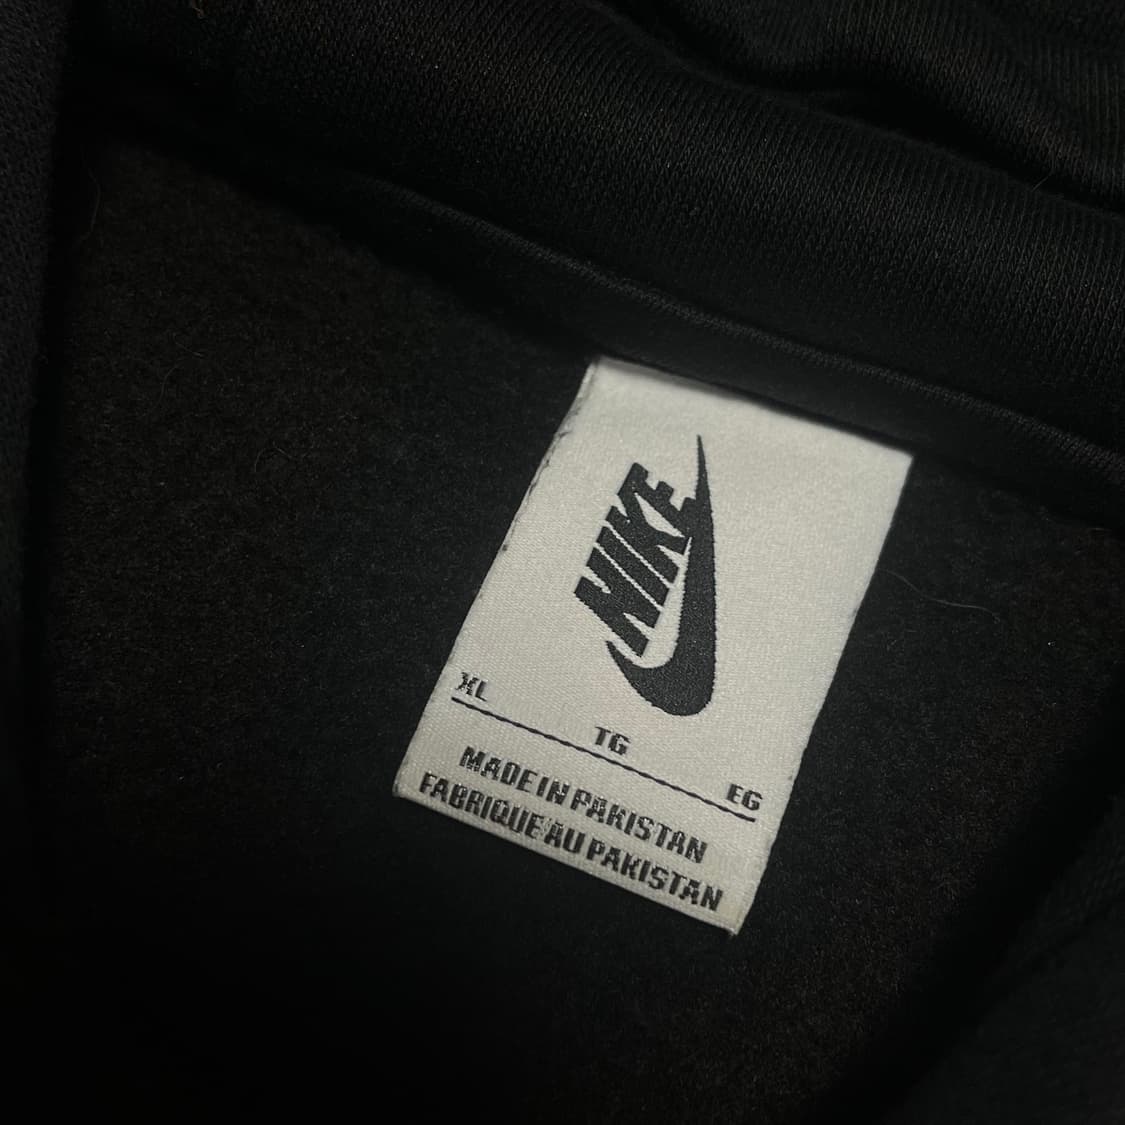 NIKE
XL TG EG
MADE IN PAKISTAN
FABRIQUE AU PAKISTAN